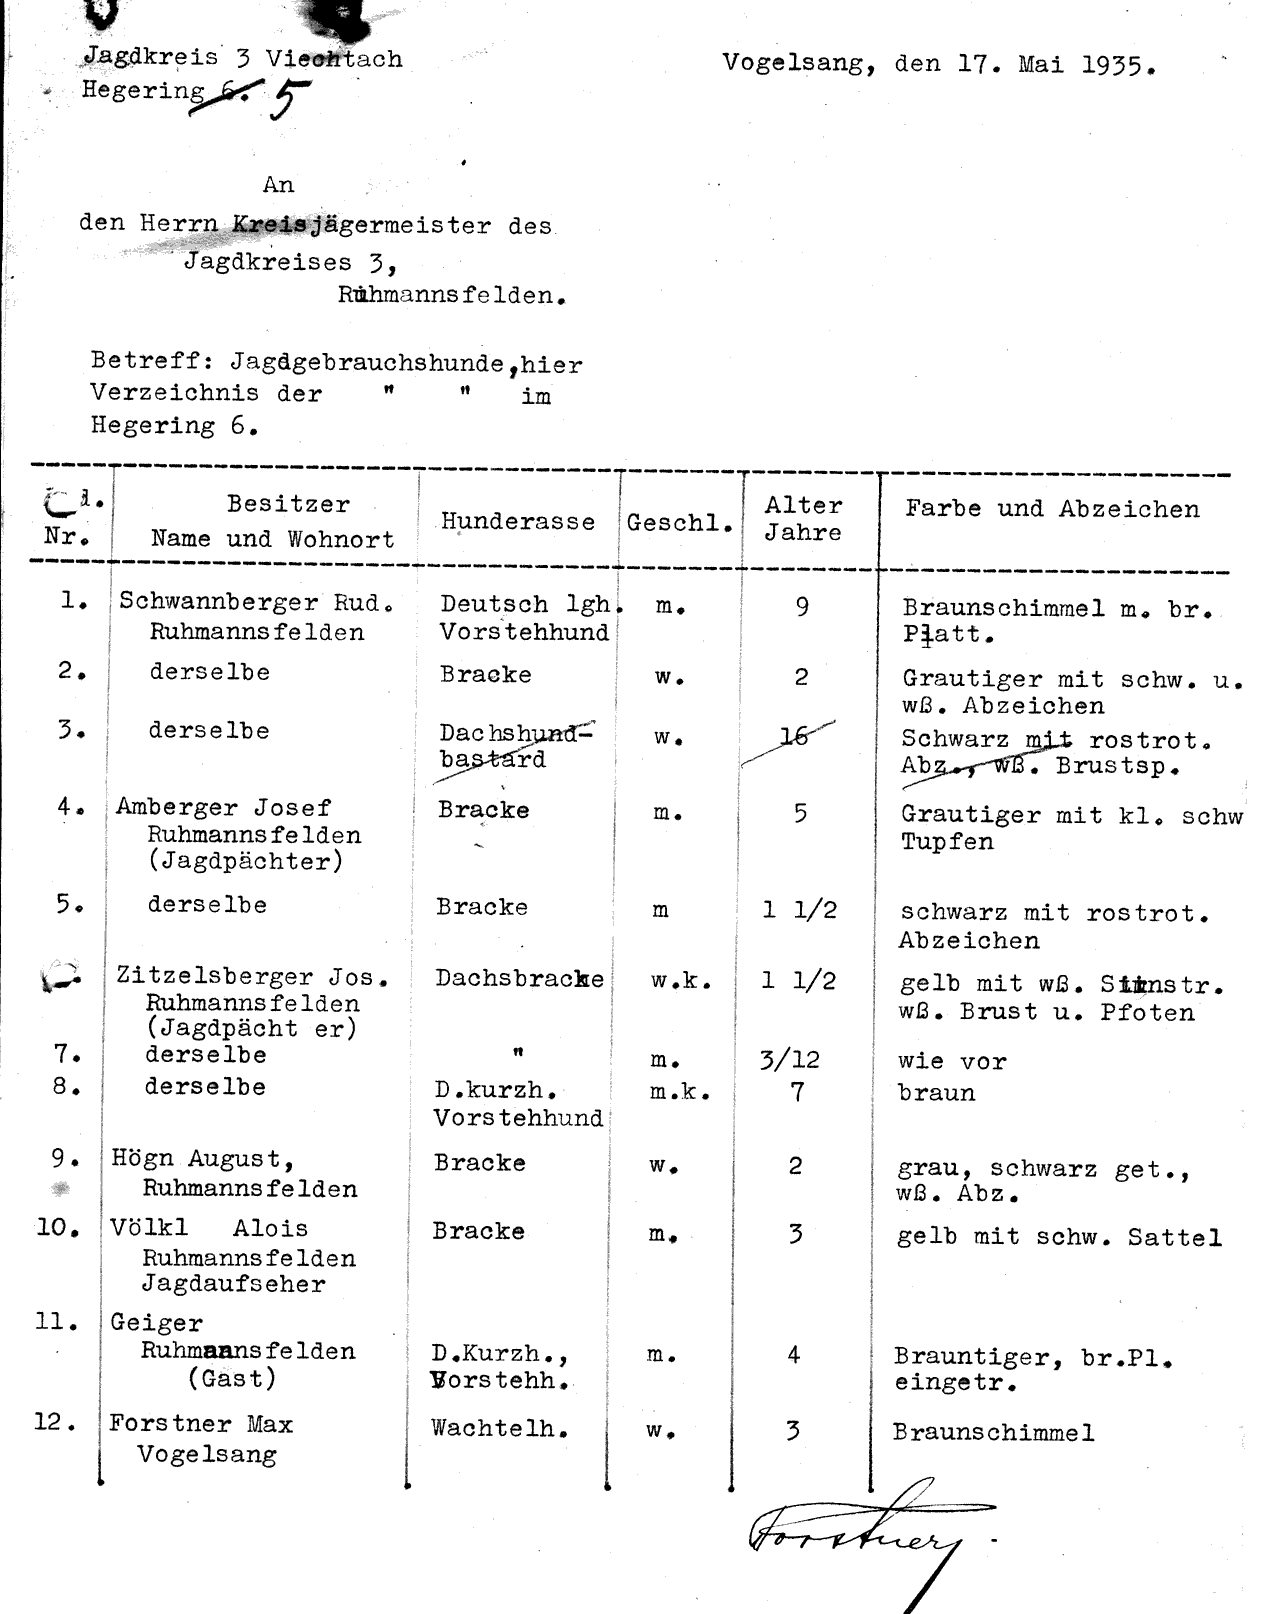 Jagdkreis 3 Viechtach
Vogelsang, den 17. Mai 1935.
Hegering 6. 5
An
den Herrn Kreisjägermeister des
Jagdkreises 3,
Ruhmannsfelden.
Betreff: Jagdgebrauchshunde, hier
Verzeichnis der " " im
Hegering 6.
d. Nr.
Besitzer Name und Wohnort
Hunderasse
Geschl.
Alter Jahre
Farbe und Abzeichen
1. Schwannberger Rud. Deutsch lgh. m. 9 Braunschimmel m. br.
Ruhmannsfelden Vorstehhund Platt.
2. derselbe Bracke w. 2 Grautiger mit schw. u.
wß. Abzeichen
3. derselbe Dachshund- w. 16 Schwarz mit rostrot.
bastard Abz., wß. Brustsp.
4. Amberger Josef Bracke m. 5 Grautiger mit kl. schw
Ruhmannsfelden Tupfen
(Jagdpächter)
5. derselbe Bracke m 1 1/2 schwarz mit rostrot.
Abzeichen
Zitzelsberger Jos. Dachsbracke w.k. 1 1/2 gelb mit wß. Stinstr.
Ruhmannsfelden wß. Brust u. Pfoten
(Jagdpächt er)
7. derselbe " m. 3/12 wie vor
8. derselbe D.kurzh. m.k. 7 braun
Vorstehhund
9. Högn August, Bracke w. 2 grau, schwarz get.,
Ruhmannsfelden wß. Abz.
10. Völkl Alois Bracke m. 3 gelb mit schw. Sattel
Ruhmannsfelden
Jagdaufseher
11. Geiger
Ruhmannsfelden D.Kurzh., m. 4 Brauntiger, br.Pl.
(Gast) Vorstehh. eingetr.
12. Forstner Max Wachtelh. w. 3 Braunschimmel
Vogelsang
Forstner